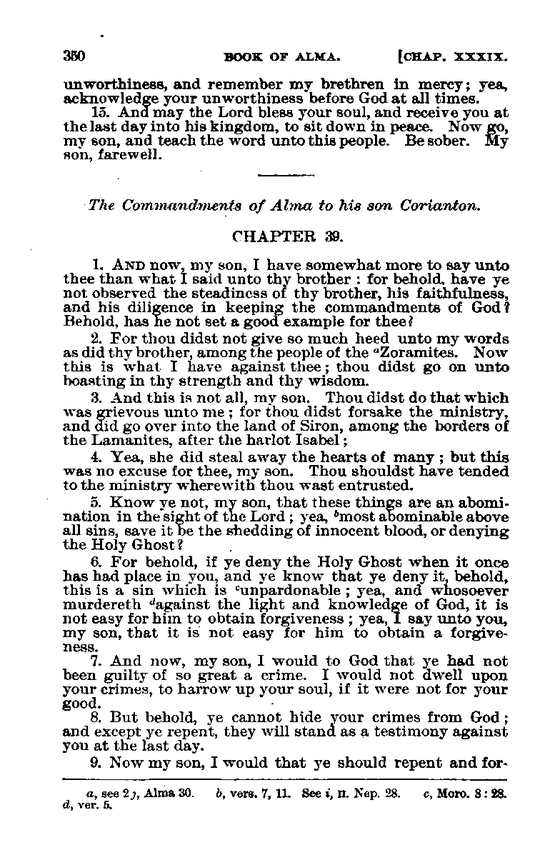 350 BOOK OF ALMA. [CHAP. XXXIX.
unworthiness, and remember my brethren in mercy; yea,
acknowledge your unworthiness before God at all times.
15. And may the Lord bless your soul, and receive you at
the last day into his kingdom, to sit down in peace. Now go,
my son, and teach the word unto this people. Be sober. My
son, farewell.
The Commandments of Alma to his son Corianton.
CHAPTER 39.
1. AND now, my son, I have somewhat more to say unto
thee than what I said unto thy brother: for behold, have ye
not observed the steadiness of thy brother, his faithfulness,
and his diligence in keeping the commandments of God?
Behold, has he not set a good example for thee?
2. For thou didst not give so much heed unto my words
as did thy brother, among the people of the aZoramites. Now
this is what I have against thee; thou didst go on unto
boasting in thy strength and thy wisdom.
3. And this is not all, my son. Thou didst do that which
was grievous unto me; for thou didst forsake the ministry,
and did go over into the land of Siron, among the borders of
the Lamanites, after the harlot Isabel;
4. Yea, she did steal away the hearts of many; but this
was no excuse for thee, my son. Thou shouldst have tended
to the ministry wherewith thou wast entrusted.
5. Know ye not, my son, that these things are an abomi-
nation in the sight of the Lord; yea, bmost abominable above
all sins, save it be the shedding of innocent blood, or denying
the Holy Ghost?
6. For behold, if ye deny the Holy Ghost when it once
has had place in you, and ye know that ye deny it, behold,
this is a sin which is cunpardonable; yea, and whosoever
murdereth dagainst the light and knowledge of God, it is
not easy for him to obtain forgiveness; yea, I say unto you,
my son, that it is not easy for him to obtain a forgive-
ness.
7. And now, my son, I would to God that ye had not
been guilty of so great a crime. I would not dwell upon
your crimes, to harrow up your soul, if it were not for your
good.
8. But behold, ye cannot hide your crimes from God;
and except ye repent, they will stand as a testimony against
you at the last day.
9. Now my son, I would that ye should repent and for-
a, see 2j, Alma 30. b, vers. 7, 11. See i, II. Nep. 28. c, Moro. 8:28.
d, ver. 5.